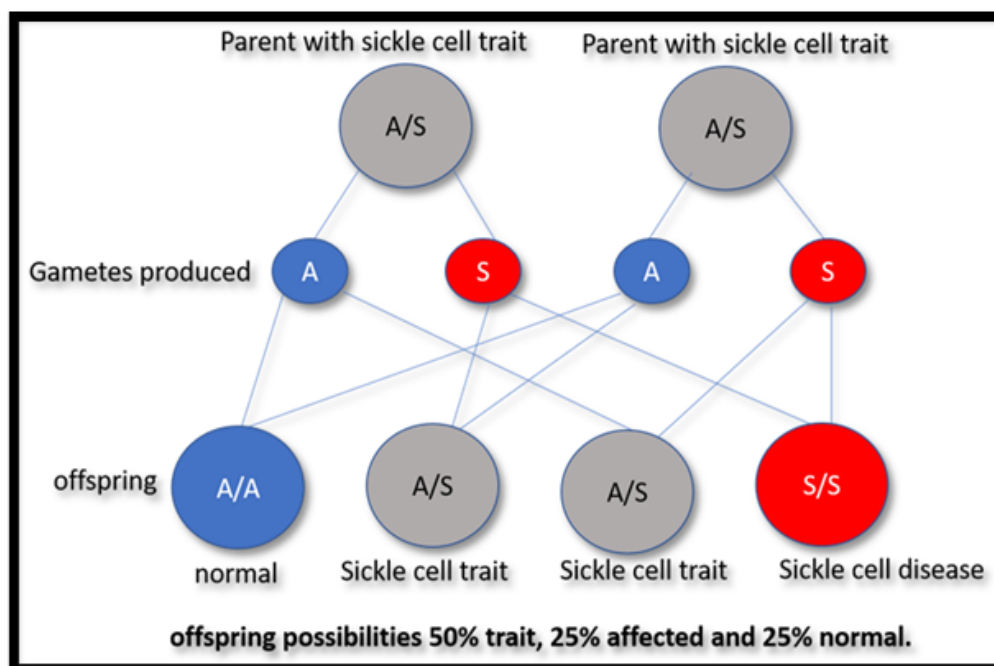 Parent with sickle cell trait
Parent with sickle cell trait
A/S
A/S
Gametes produced
A
S
A
S
offspring
A/A
A/S
A/S
S/S
normal
Sickle cell trait
Sickle cell trait
Sickle cell disease
offspring possibilities 50% trait, 25% affected and 25% normal.